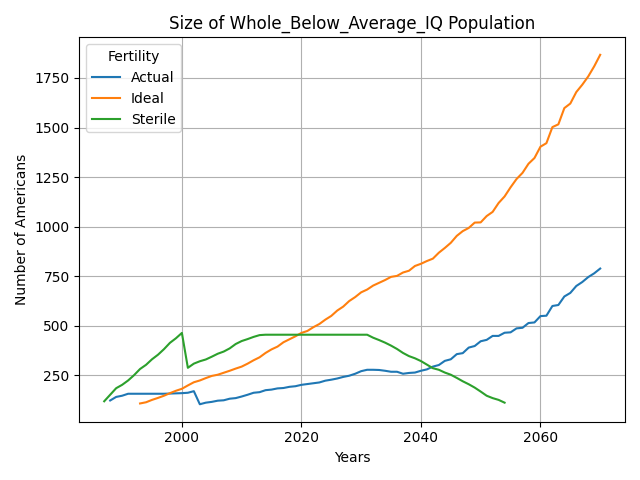 Size of Whole_Below_Average_IQ Population
Fertility
Actual
Ideal
Sterile
Number of Americans
1750
1500
1250
1000
750
500
250
2000
2020
2040
2060
Years